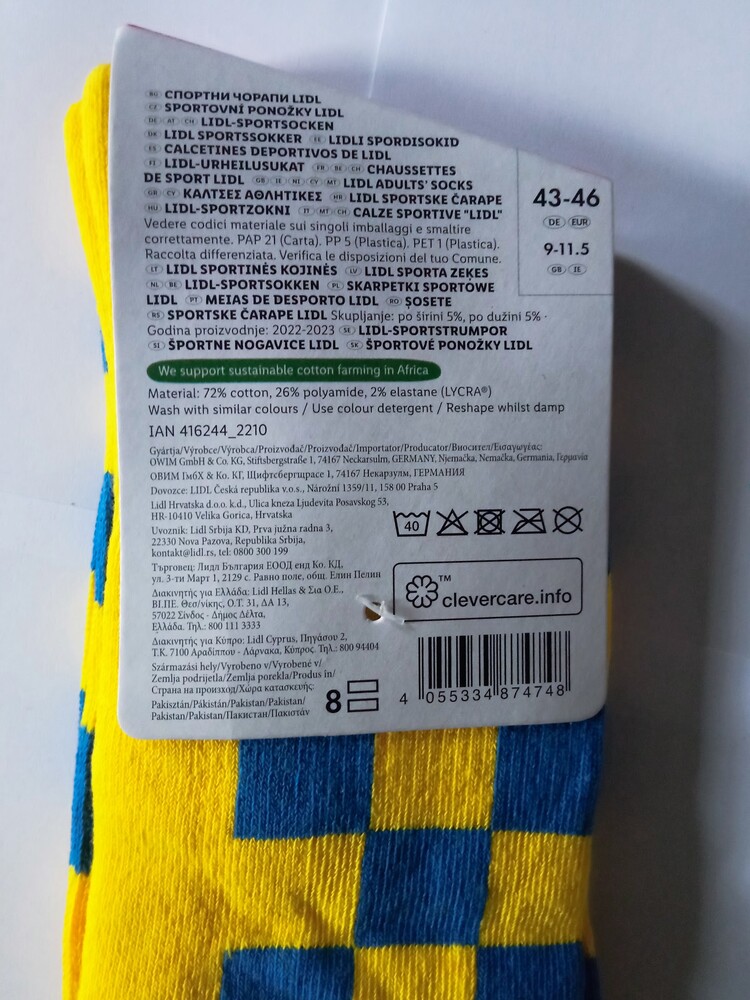 BG СПОРТНИ ЧОРАПИ LIDL
CZ SPORTOVNÍ PONOŽKY LIDL
DE AT CH LIDL-SPORTSOCKEN
DK LIDL SPORTSSOKKER EE LIDLI SPORDISOKID
ES CALCETINES DEPORTIVOS DE LIDL
FI LIDL-URHEILUSUKAT FR BE CH CHAUSSETTES
DE SPORT LIDL GB IE NI CY MT LIDL ADULTS' SOCKS
GR CY ΚΑΛΤΣΕΣ ΑΘΛΗΤΙΚΕΣ HR LIDL SPORTSKE ČARAPE
HU LIDL-SPORTZOKNI IT MT CH CALZE SPORTIVE "LIDL"
Vedere codici materiale sui singoli imballaggi e smaltire
correttamente. PAP 21 (Carta). PP 5 (Plastica). PET 1 (Plastica).
Raccolta differenziata. Verifica le disposizioni del tuo Comune.
LT LIDL SPORTINĖS KOJINĖS LV LIDL SPORTA ZEĶES
NL BE LIDL-SPORTSOKKEN PL SKARPETKI SPORTOWE
LIDL PT MEIAS DE DESPORTO LIDL RO ȘOSETE
RS SPORTSKE ČARAPE LIDL Skupljanje: po širini 5%, po dužini 5% ·
Godina proizvodnje: 2022-2023 SE LIDL-SPORTSTRUMPOR
SI ŠPORTNE NOGAVICE LIDL SK ŠPORTOVÉ PONOŽKY LIDL
43-46
DE EUR
9-11.5
GB IE
We support sustainable cotton farming in Africa
Material: 72% cotton, 26% polyamide, 2% elastane (LYCRA®)
Wash with similar colours / Use colour detergent / Reshape whilst damp
IAN 416244_2210
Gyártja/Výrobce/Výrobca/Proizvođač/Proizvođač/Importator/Producator/Вносител/Εισαγωγέας:
OWIM GmbH & Co. KG, Stiftsbergstraße 1, 74167 Neckarsulm, GERMANY, Njemačka, Nemačka, Germania, Γερμανία
ОВИМ ГмбХ & Ко. КГ, Щифтсбергщрасе 1, 74167 Некарзулм, ГЕРМАНИЯ
Dovozce: LIDL Česká republika v.o.s., Nárožní 1359/11, 158 00 Praha 5
Lidl Hrvatska d.o.o. k.d., Ulica kneza Ljudevita Posavskog 53,
HR-10410 Velika Gorica, Hrvatska
Uvoznik: Lidl Srbija KD, Prva južna radna 3,
22330 Nova Pazova, Republika Srbija,
kontakt@lidl.rs, tel: 0800 300 199
Търговец: Лидл България ЕООД енд Ко. КД,
ул. 3-ти Март 1, 2129 с. Равно поле, общ. Елин Пелин
Διακινητής για Ελλάδα: Lidl Hellas & Σια Ο.Ε.,
ΒΙ.ΠΕ. Θεσ/νίκης, Ο.Τ. 31, ΔΑ 13,
57022 Σίνδος · Δήμος Δέλτα,
Ελλάδα. Τηλ.: 800 111 3333
Διακινητής για Κύπρο: Lidl Cyprus, Πηγάσου 2,
Τ.Κ. 7100 Αραδίππου - Λάρνακα, Κύπρος. Τηλ.: 800 94404
Származási hely/Vyrobeno v/Vyrobené v/
Zemlja podrijetla/Zemlja porekla/Produs in/
Страна на произход/Χώρα κατασκευής:
Pakisztán/Pákistán/Pakistan/Pakistan/
Pakistan/Pakistan/Пакистан/Πακιστάν
8
40
TM
clevercare.info
4 055334 874748